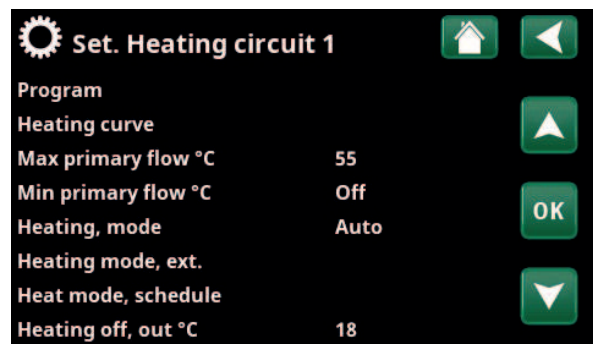 Set. Heating circuit 1
Program
Heating curve
Max primary flow °C 55
Min primary flow °C Off
Heating, mode Auto
OK
Heating mode, ext.
Heat mode, schedule
Heating off, out °C 18